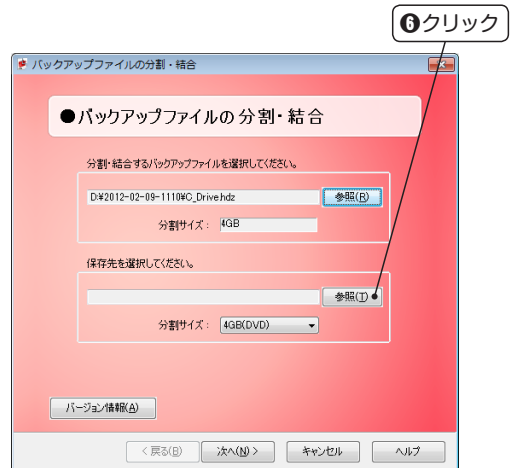 ❻クリック
バックアップファイルの分割・結合
●バックアップファイルの分割・結合
分割・結合するバックアップファイルを選択してください。
D:¥2012-02-09-1110¥C_Drive.hdz 参照(R)
分割サイズ： 4GB
保存先を選択してください。
参照(T)
分割サイズ： 4GB(DVD)
バージョン情報(A)
< 戻る(B) 次へ(N) > キャンセル ヘルプ